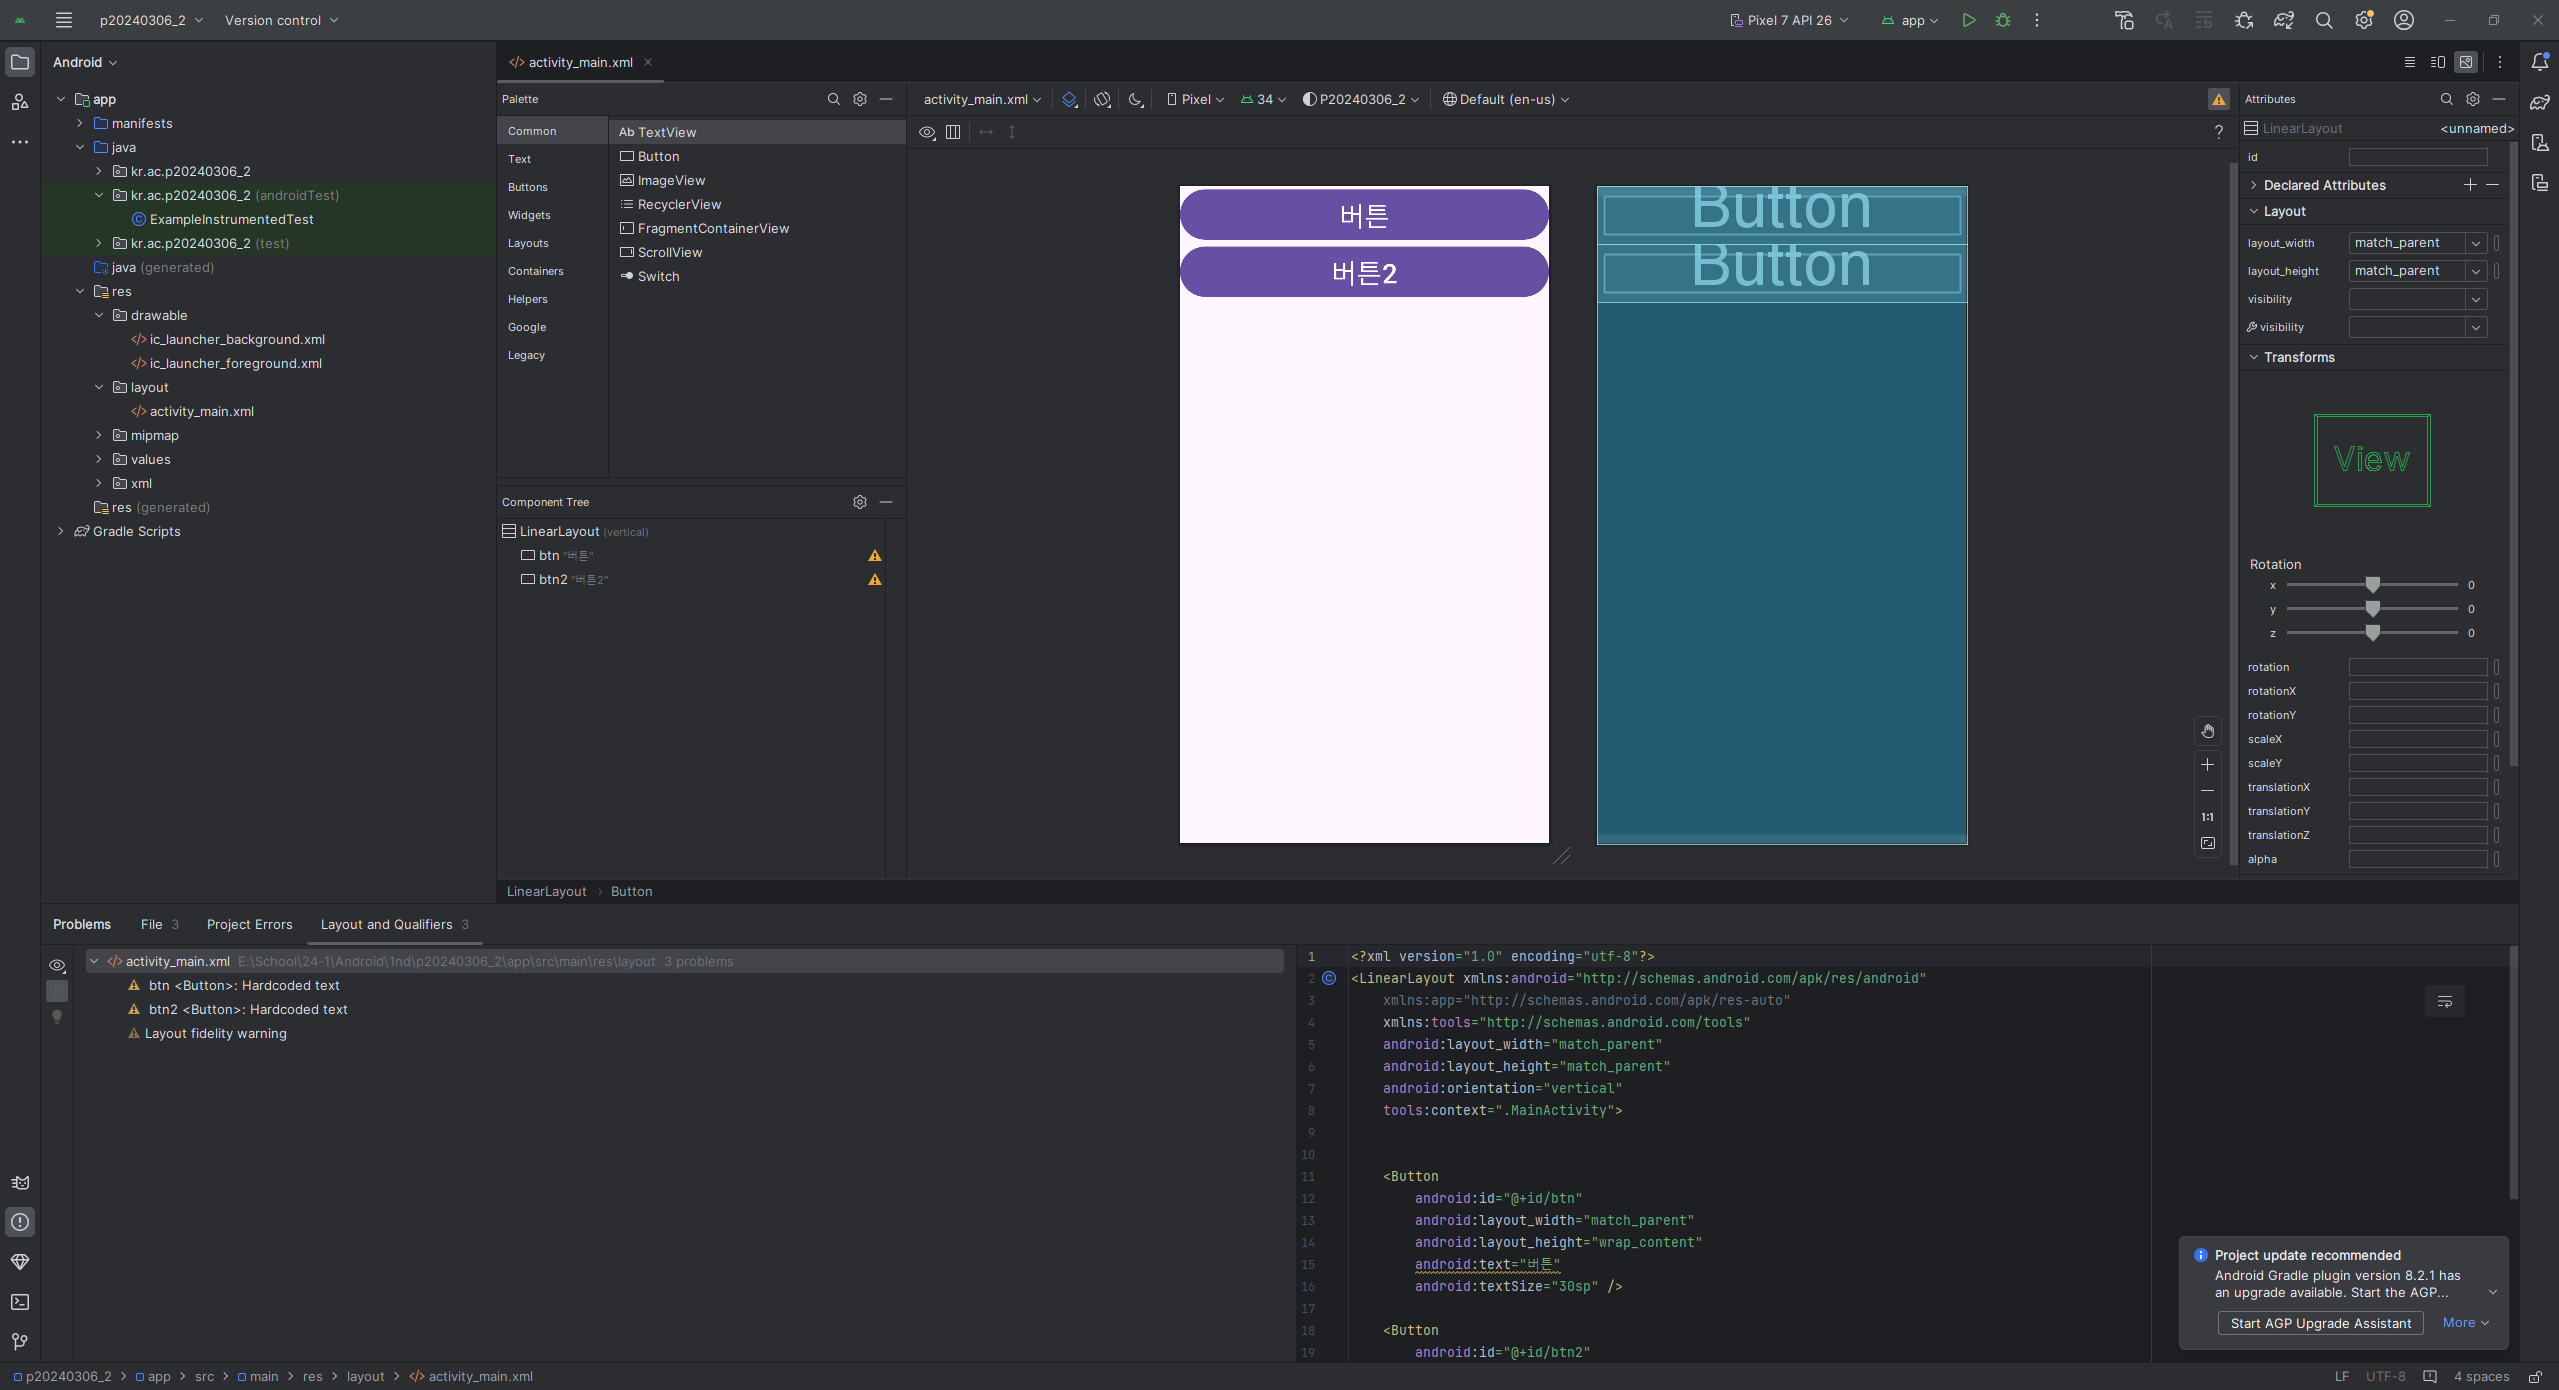 p20240306_2
Version control
Pixel 7 API 26
app
Android
app
manifests
java
kr.ac.p20240306_2
kr.ac.p20240306_2 (androidTest)
ExampleInstrumentedTest
kr.ac.p20240306_2 (test)
java (generated)
res
drawable
ic_launcher_background.xml
ic_launcher_foreground.xml
layout
activity_main.xml
mipmap
values
xml
res (generated)
Gradle Scripts
activity_main.xml
Palette
Common
Text
Buttons
Widgets
Layouts
Containers
Helpers
Google
Legacy
Ab TextView
Button
ImageView
RecyclerView
FragmentContainerView
ScrollView
Switch
Component Tree
LinearLayout (vertical)
btn "버튼"
btn2 "버튼2"
activity_main.xml
Pixel
34
P20240306_2
Default (en-us)
?
버튼
버튼2
Button
Button
1:1
LinearLayout › Button
Attributes
LinearLayout
<unnamed>
id
Declared Attributes
Layout
layout_width match_parent
layout_height match_parent
visibility
visibility
Transforms
View
Rotation
x 0
y 0
z 0
rotation
rotationX
rotationY
scaleX
scaleY
translationX
translationY
translationZ
alpha
Problems
File 3
Project Errors
Layout and Qualifiers 3
activity_main.xml E:\School\24-1\Android\1nd\p20240306_2\app\src\main\res\layout 3 problems
btn <Button>: Hardcoded text
btn2 <Button>: Hardcoded text
Layout fidelity warning
1 <?xml version="1.0" encoding="utf-8"?>
2 <LinearLayout xmlns:android="http://schemas.android.com/apk/res/android"
3 xmlns:app="http://schemas.android.com/apk/res-auto"
4 xmlns:tools="http://schemas.android.com/tools"
5 android:layout_width="match_parent"
6 android:layout_height="match_parent"
7 android:orientation="vertical"
8 tools:context=".MainActivity">
9
10
11 <Button
12 android:id="@+id/btn"
13 android:layout_width="match_parent"
14 android:layout_height="wrap_content"
15 android:text="버튼"
16 android:textSize="30sp" />
17
18 <Button
19 android:id="@+id/btn2"
Project update recommended
Android Gradle plugin version 8.2.1 has
an upgrade available. Start the AGP...
Start AGP Upgrade Assistant
More
p20240306_2 > app > src > main > res > layout > activity_main.xml
LF
UTF-8
4 spaces